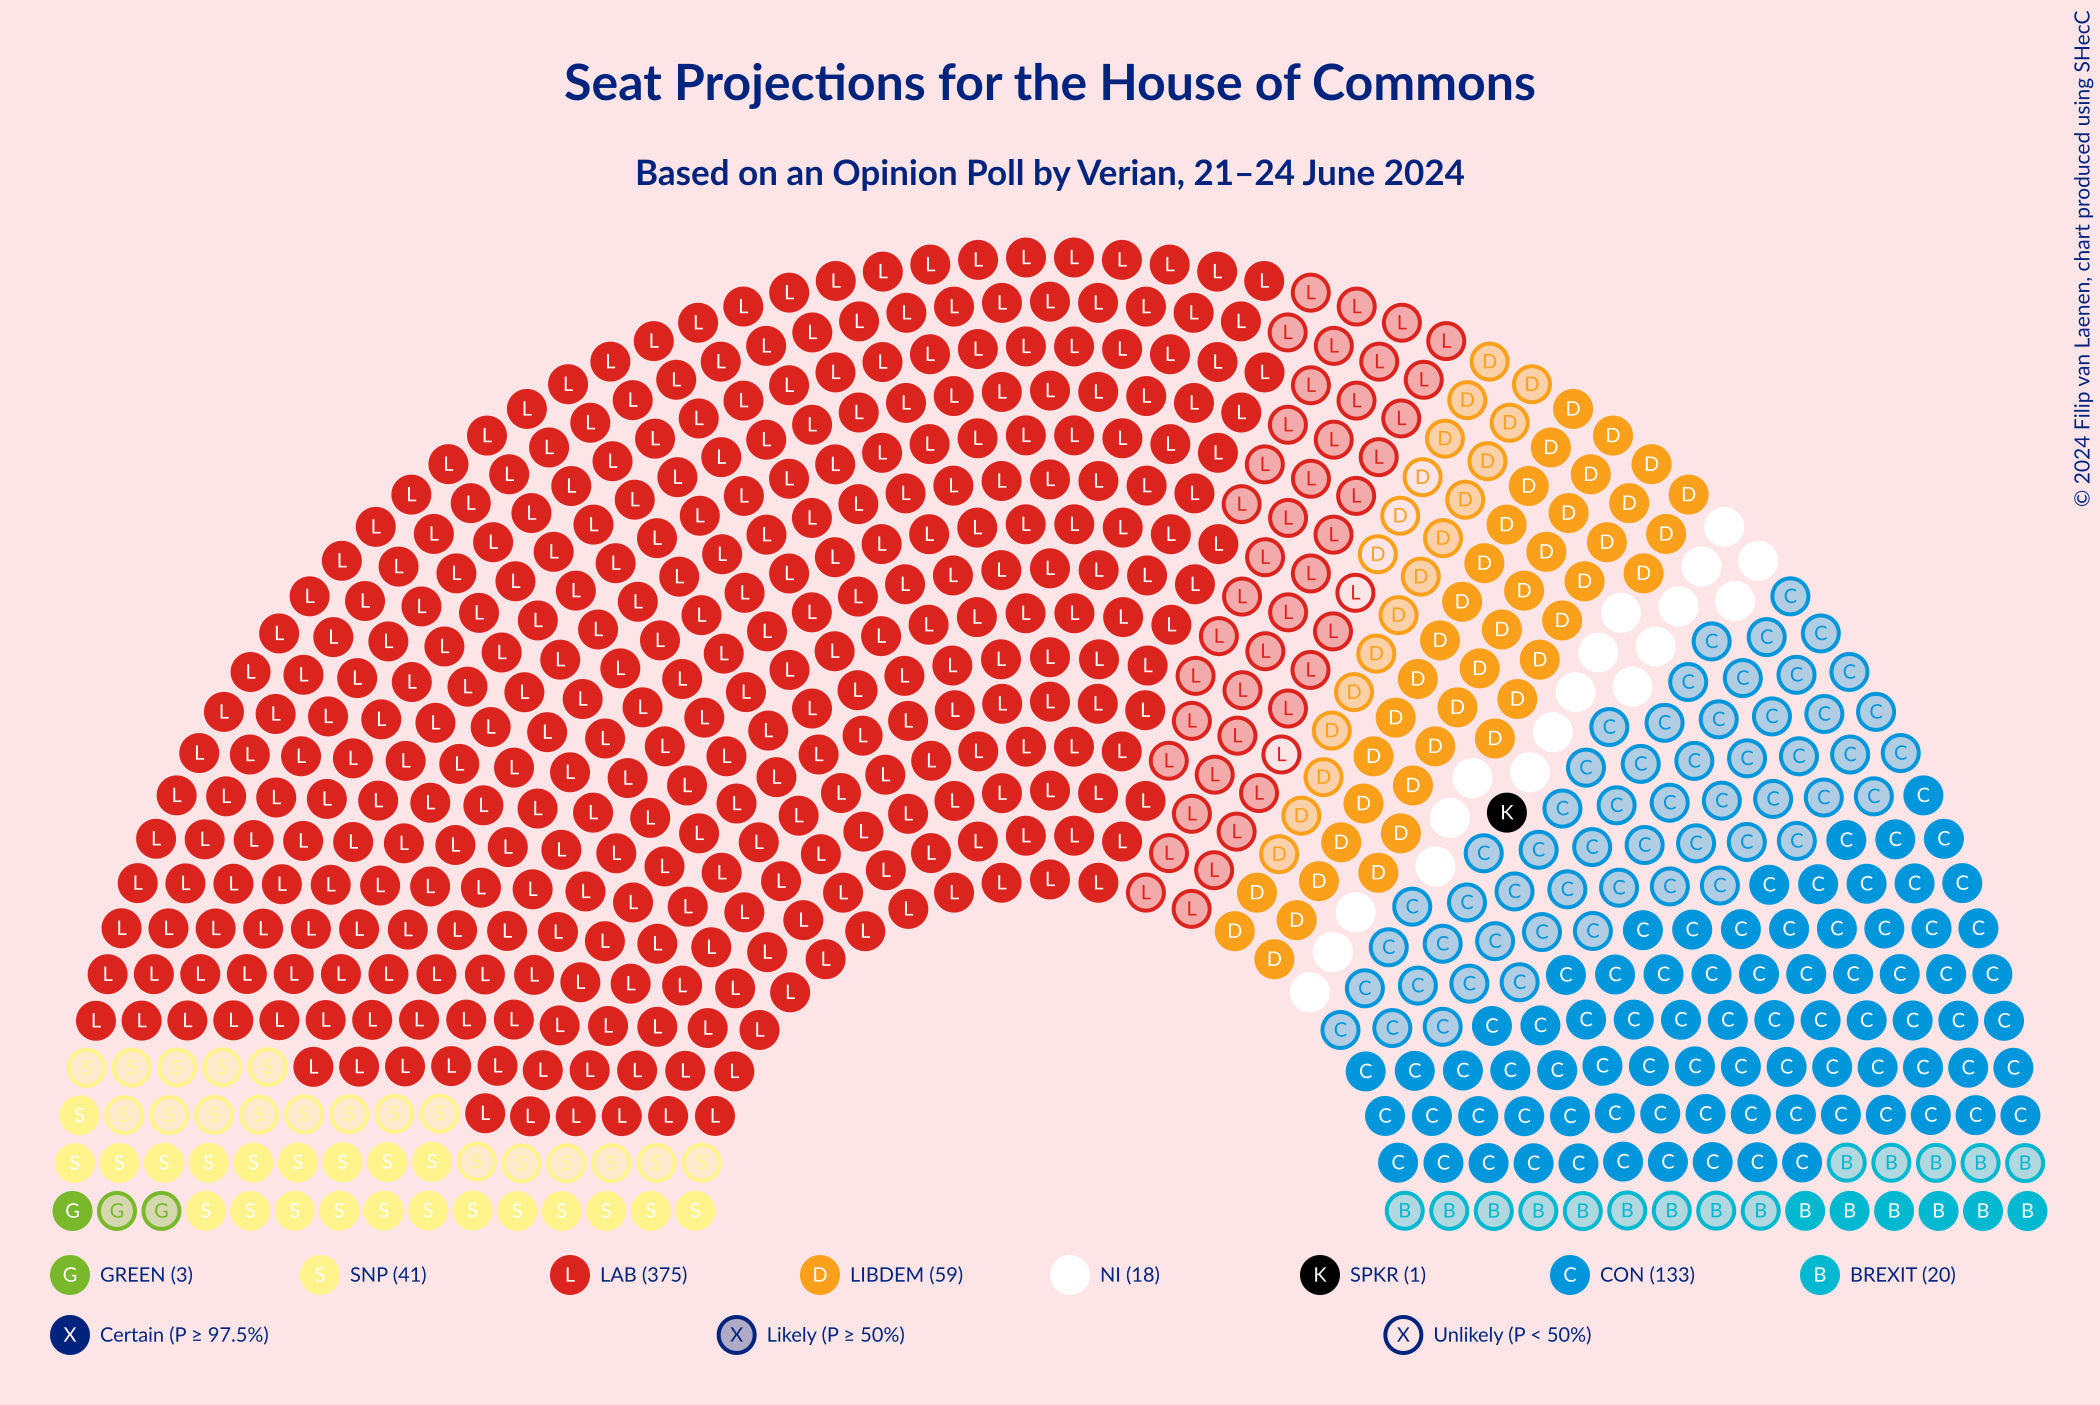 Seat Projections for the House of Commons
Based on an Opinion Poll by Verian, 21–24 June 2024
© 2024 Filip van Laenen, chart produced using SHecC
G GREEN (3) S SNP (41) L LAB (375) D LIBDEM (59) NI (18) K SPKR (1) C CON (133) B BREXIT (20)
X Certain (P ≥ 97.5%) X Likely (P ≥ 50%) X Unlikely (P < 50%)